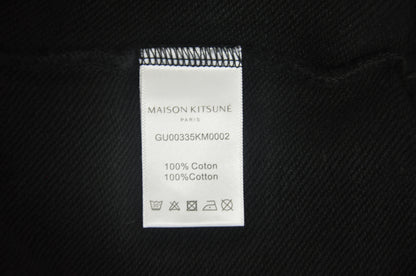 MAISON KITSUNÉ
PARIS
GU00335KM0002
100% Coton
100%Cotton